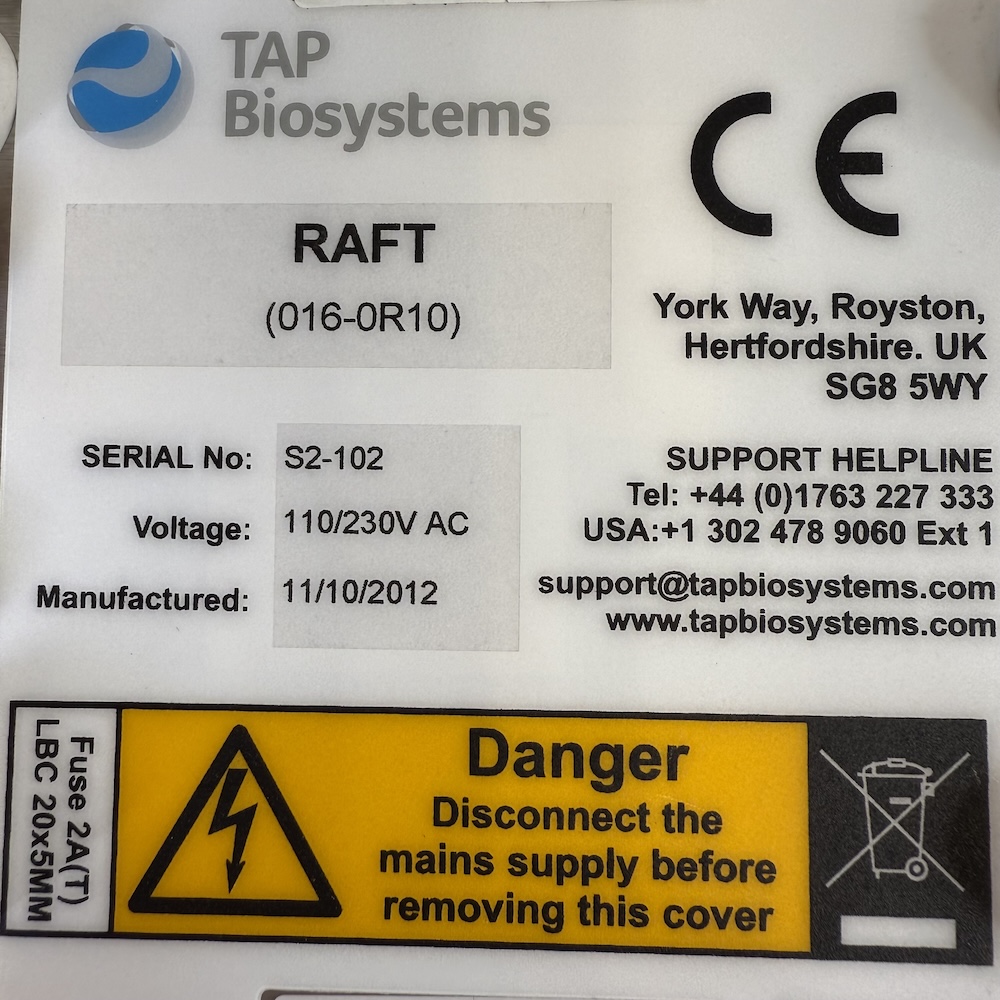 TAP
Biosystems
CE
RAFT
(016-0R10)
York Way, Royston,
Hertfordshire. UK
SG8 5WY
SERIAL No: S2-102
Voltage: 110/230V AC
Manufactured: 11/10/2012
SUPPORT HELPLINE
Tel: +44 (0)1763 227 333
USA:+1 302 478 9060 Ext 1
support@tapbiosystems.com
www.tapbiosystems.com
Fuse 2A(T)
LBC 20x5MM
Danger
Disconnect the
mains supply before
removing this cover